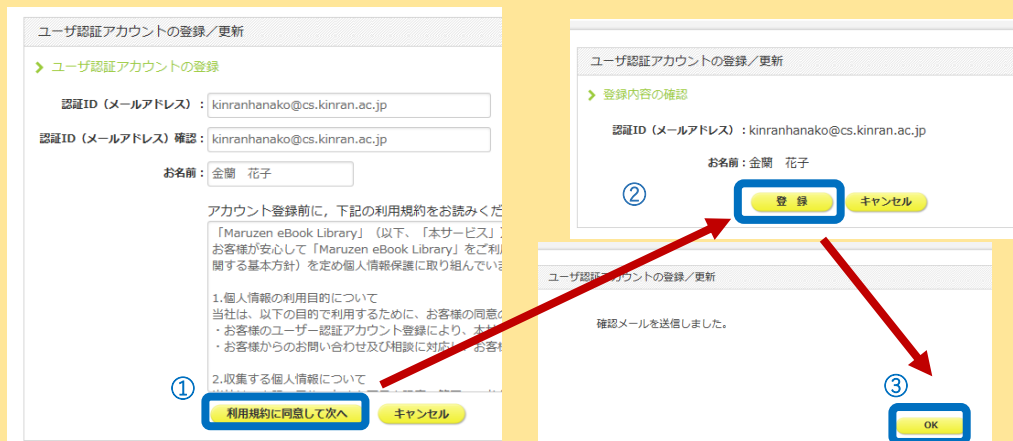 ユーザ認証アカウントの登録／更新
ユーザ認証アカウントの登録
認証ID（メールアドレス）：kinranhanako@cs.kinran.ac.jp
認証ID（メールアドレス）確認：kinranhanako@cs.kinran.ac.jp
お名前：金蘭　花子
アカウント登録前に，下記の利用規約をお読みくだ
「Maruzen eBook Library」（以下、「本サービス」
お客様が安心して「Maruzen eBook Library」をご利
関する基本方針）を定め個人情報保護に取り組んでいま
1.個人情報の利用目的について
当社は、以下の目的で利用するために、お客様の同意の
・お客様のユーザー認証アカウント登録により、本
・お客様からのお問い合わせ及び相談に対応し、お客様
2.収集する個人情報について
①
利用規約に同意して次へ
キャンセル
ユーザ認証アカウントの登録／更新
登録内容の確認
認証ID（メールアドレス）：kinranhanako@cs.kinran.ac.jp
お名前：金蘭　花子
②
登 録
キャンセル
ユーザ認証アカウントの登録／更新
確認メールを送信しました。
③
OK